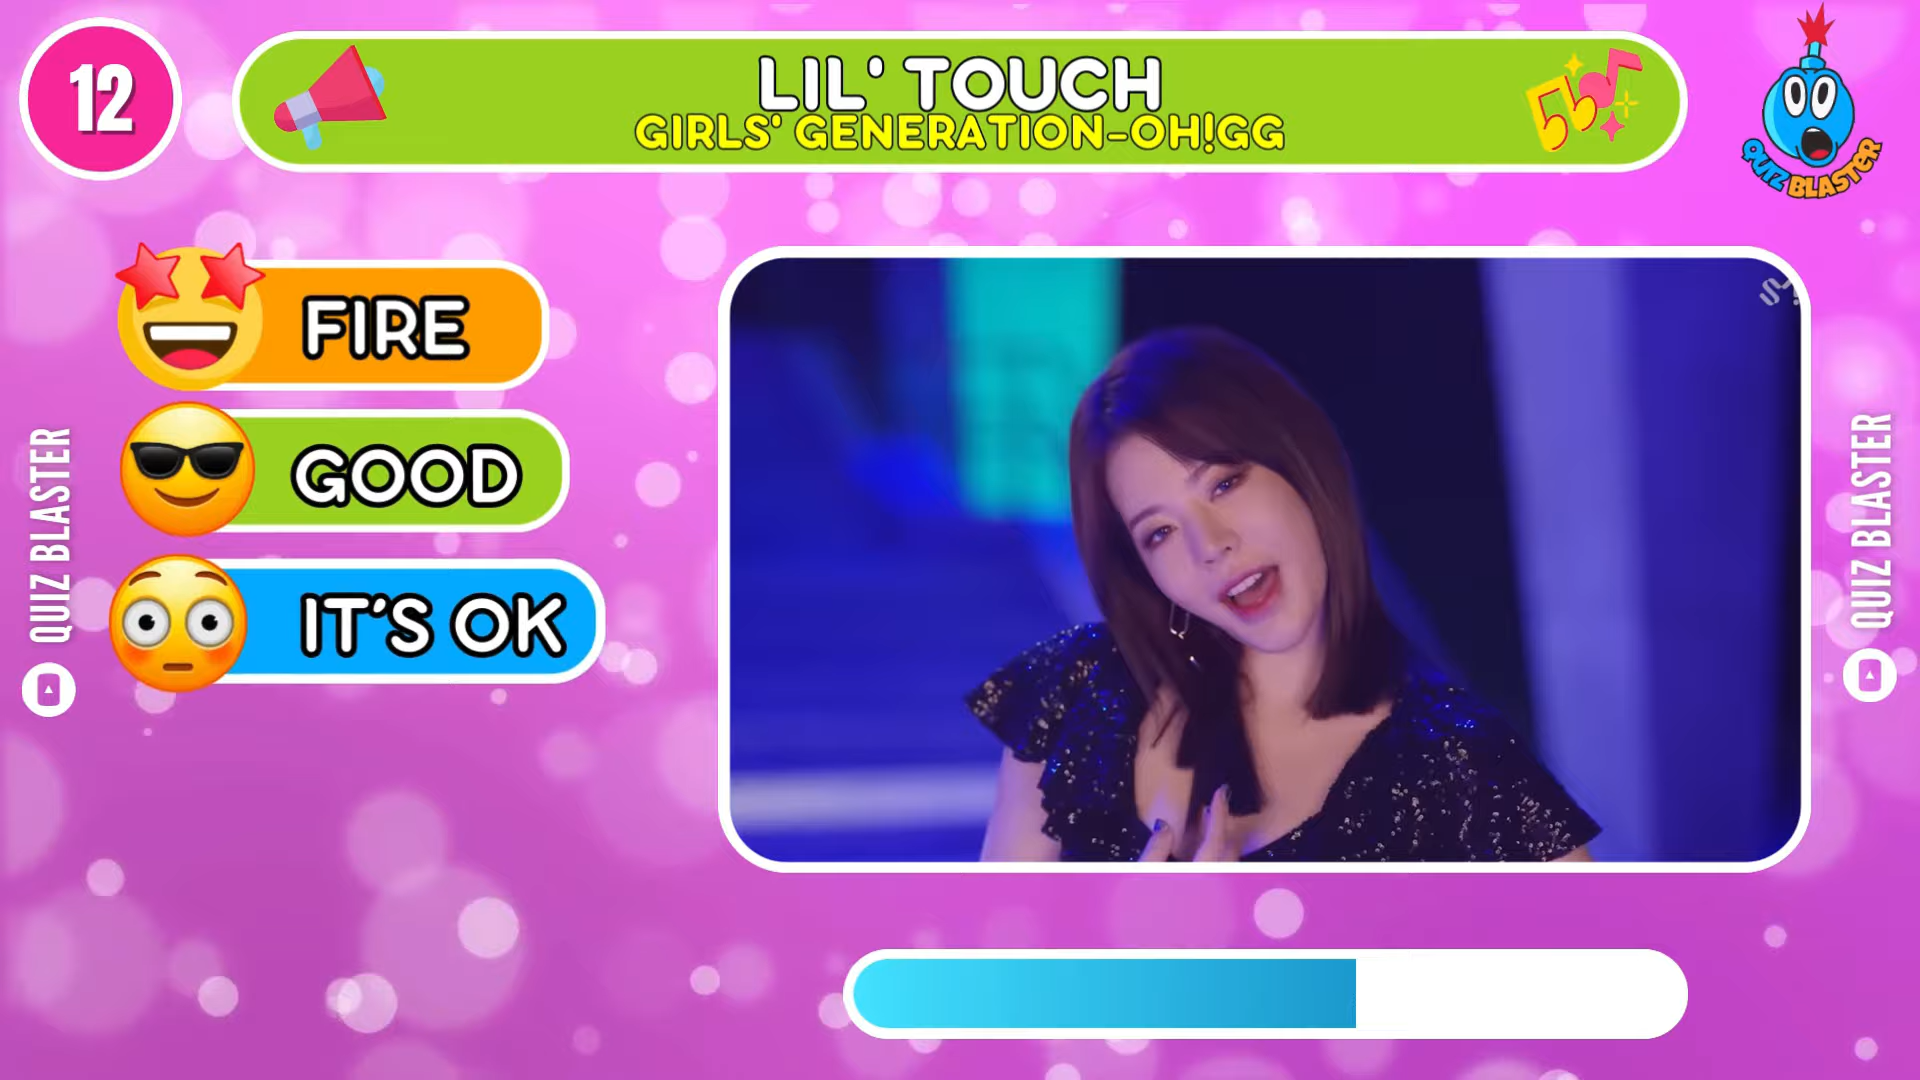 12
LIL' TOUCH
GIRLS' GENERATION-OH!GG
QUIZ BLASTER
FIRE
GOOD
IT'S OK
QUIZ BLASTER
QUIZ BLASTER